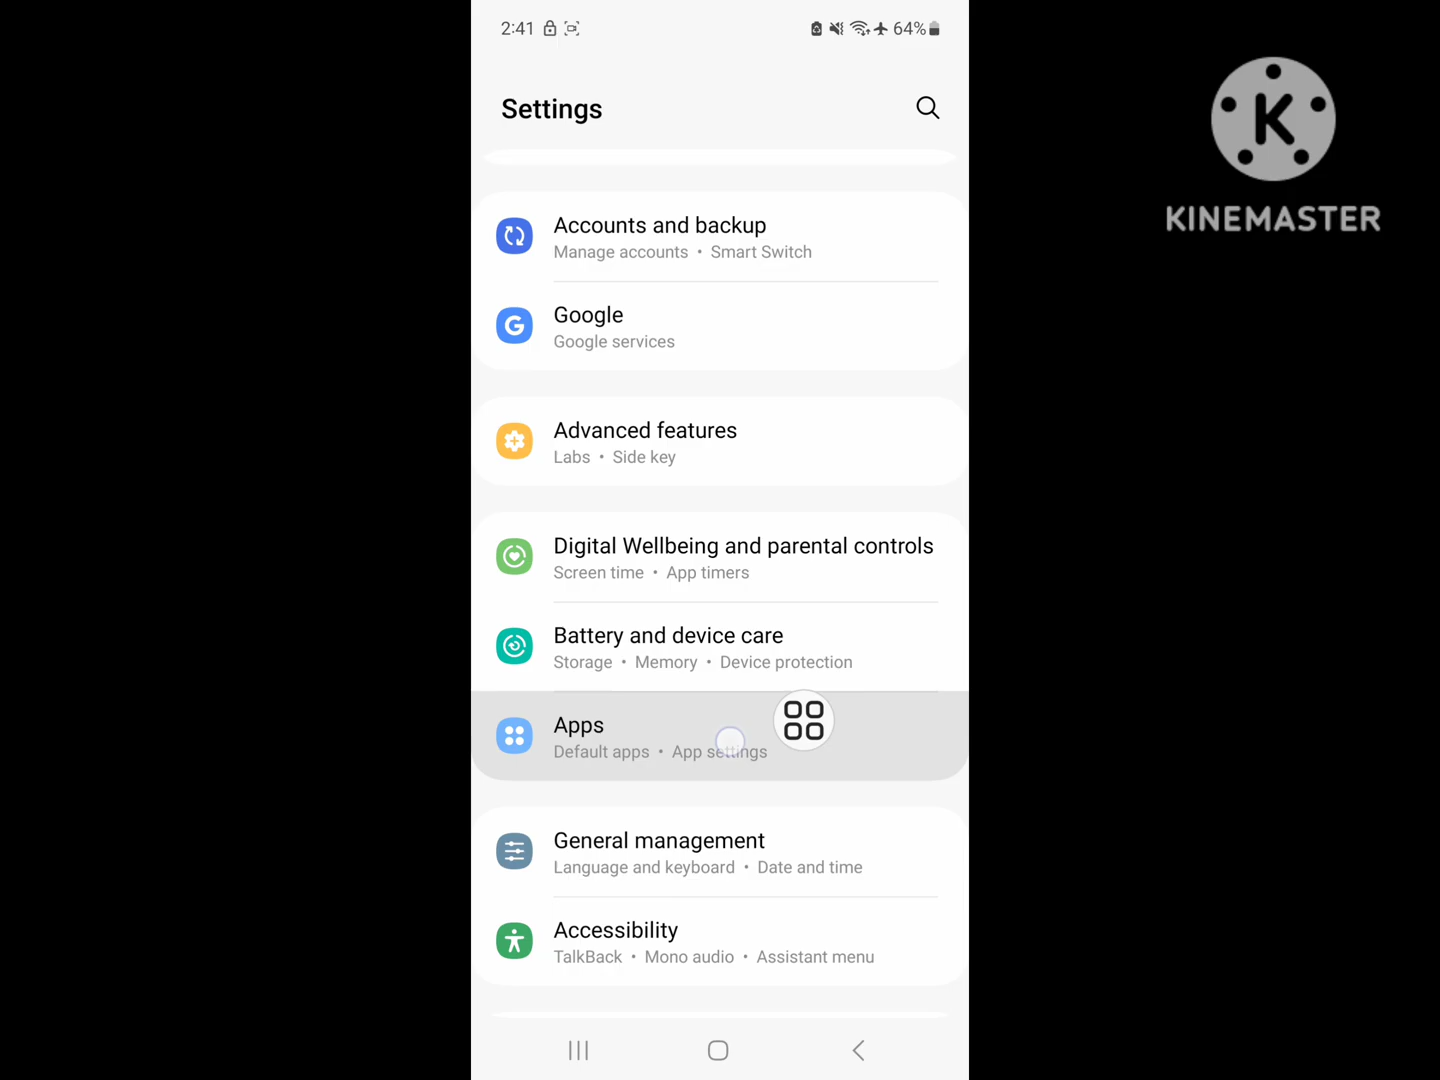 2:41
64%
KINEMASTER
Settings
Accounts and backup
Manage accounts • Smart Switch
Google
Google services
Advanced features
Labs • Side key
Digital Wellbeing and parental controls
Screen time • App timers
Battery and device care
Storage • Memory • Device protection
Apps
Default apps • App settings
General management
Language and keyboard • Date and time
Accessibility
TalkBack • Mono audio • Assistant menu